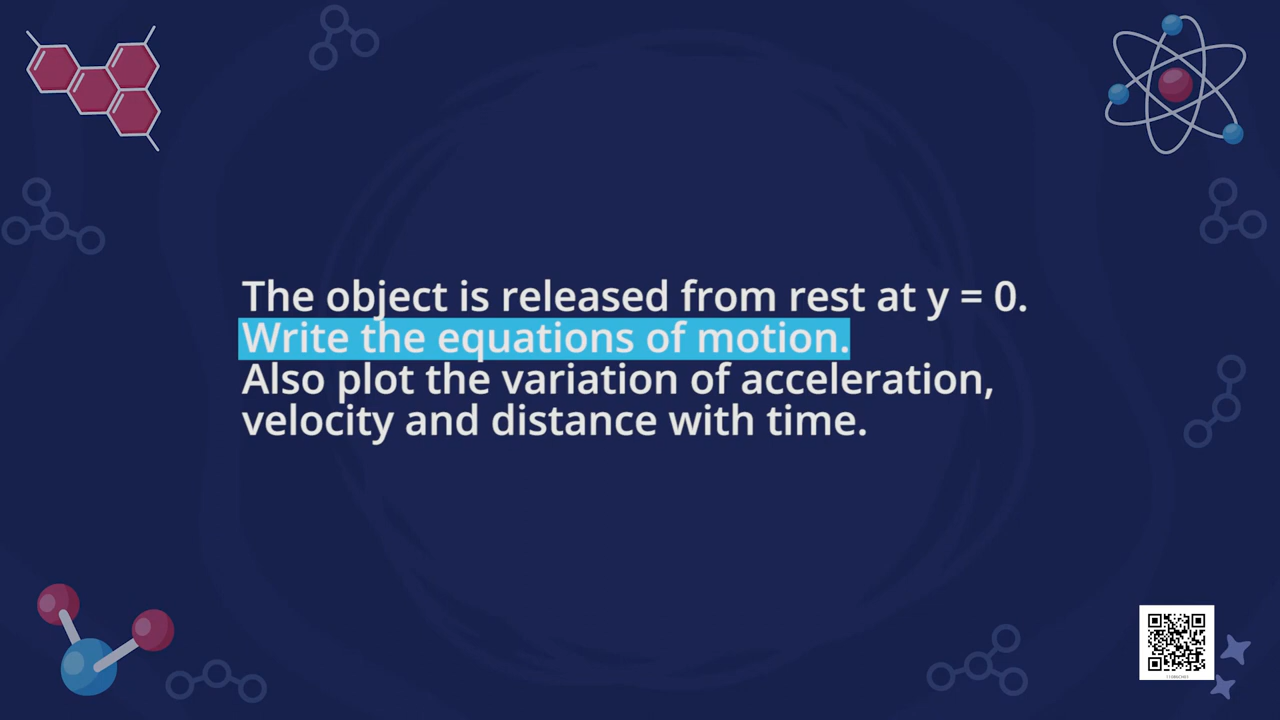 The object is released from rest at y = 0.
Write the equations of motion.
Also plot the variation of acceleration,
velocity and distance with time.